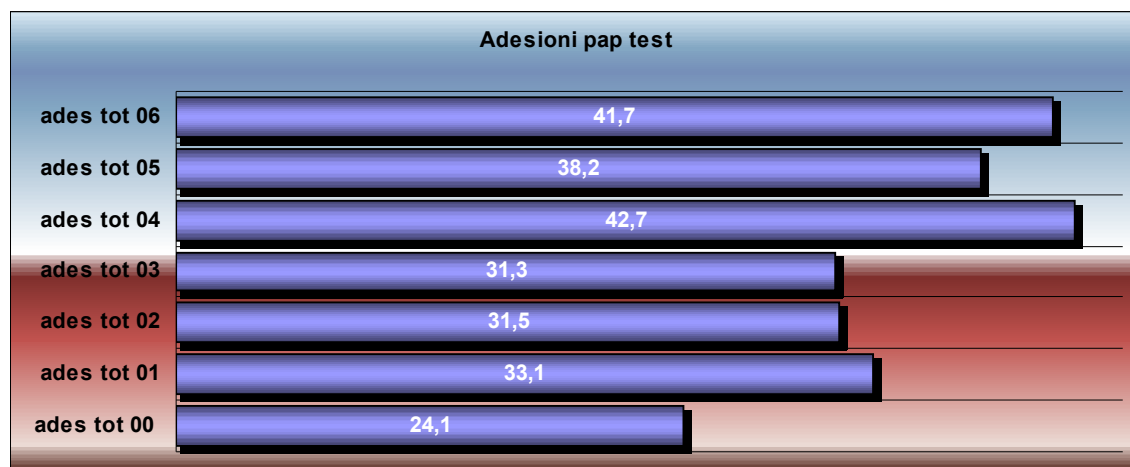 Adesioni pap test
ades tot 06 41,7
ades tot 05 38,2
ades tot 04 42,7
ades tot 03 31,3
ades tot 02 31,5
ades tot 01 33,1
ades tot 00 24,1